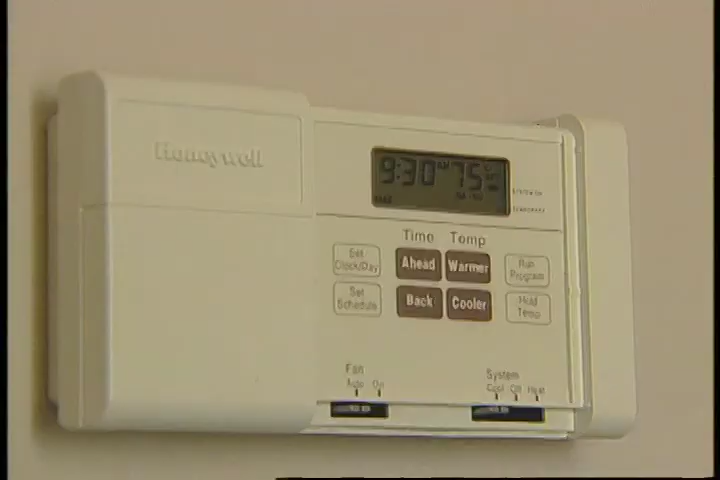 Honeywell
9:30 AM 75
Time Temp
Set Clock/Day
Ahead
Warmer
Run Program
Set Schedule
Back
Cooler
Hold Temp
Fan
System
Auto On
Cool Off Heat